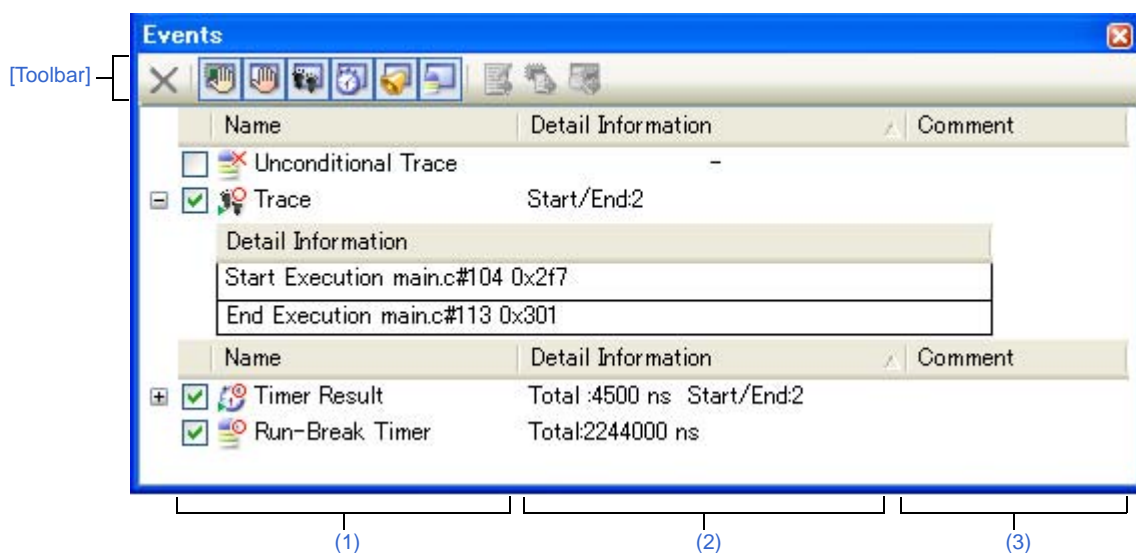 Events
[Toolbar]
Name Detail Information Comment
Unconditional Trace -
Trace Start/End:2
Detail Information
Start Execution main.c#104 0x2f7
End Execution main.c#113 0x301
Name Detail Information Comment
Timer Result Total :4500 ns Start/End:2
Run-Break Timer Total:2244000 ns
(1) (2) (3)